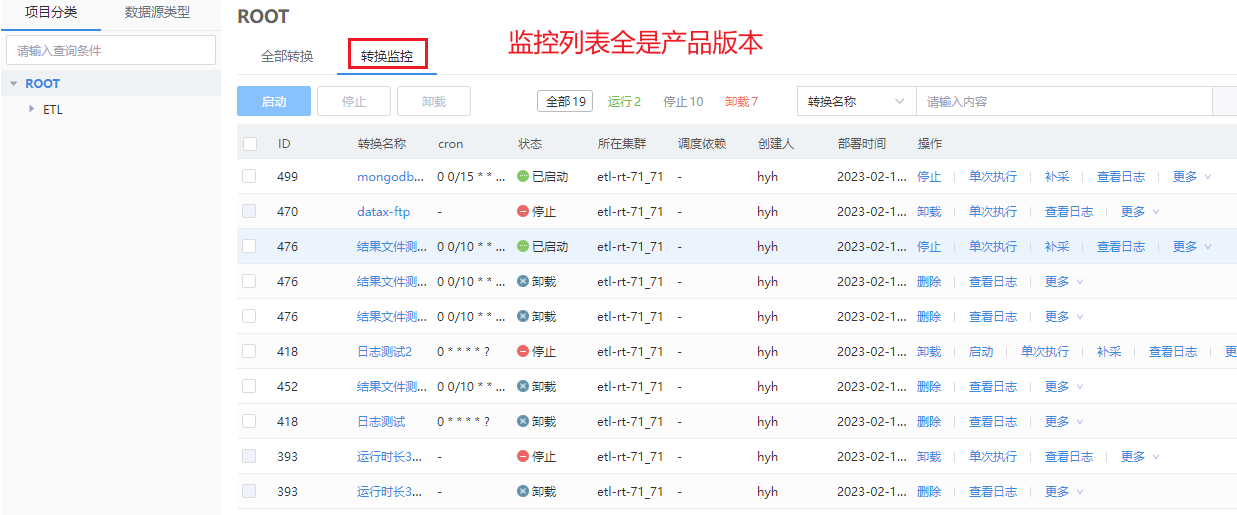 项目分类 数据源类型
请输入查询条件
ROOT
ETL
ROOT
全部转换 转换监控
监控列表全是产品版本
启动 停止 卸载 全部 19 运行 2 停止 10 卸载 7 转换名称 请输入内容
ID 转换名称 cron 状态 所在集群 调度依赖 创建人 部署时间 操作
499 mongodb... 0 0/15 * * ... 已启动 etl-rt-71_71 - hyh 2023-02-1... 停止 单次执行 补采 查看日志 更多
470 datax-ftp - 停止 etl-rt-71_71 - hyh 2023-02-1... 卸载 单次执行 查看日志 更多
476 结果文件测... 0 0/10 * * ... 已启动 etl-rt-71_71 - hyh 2023-02-1... 停止 单次执行 补采 查看日志 更多
476 结果文件测... 0 0/10 * * ... 卸载 etl-rt-71_71 - hyh 2023-02-1... 删除 查看日志 更多
476 结果文件测... 0 0/10 * * ... 卸载 etl-rt-71_71 - hyh 2023-02-1... 删除 查看日志 更多
418 日志测试2 0 * * * * ? 停止 etl-rt-71_71 - hyh 2023-02-1... 卸载 启动 单次执行 补采 查看日志 更
452 结果文件测... 0 0/10 * * ... 卸载 etl-rt-71_71 - hyh 2023-02-1... 删除 查看日志 更多
418 日志测试 0 * * * * ? 卸载 etl-rt-71_71 - hyh 2023-02-1... 删除 查看日志 更多
393 运行时长3... - 停止 etl-rt-71_71 - hyh 2023-02-1... 卸载 单次执行 查看日志 更多
393 运行时长3... - 卸载 etl-rt-71_71 - hyh 2023-02-1... 删除 查看日志 更多